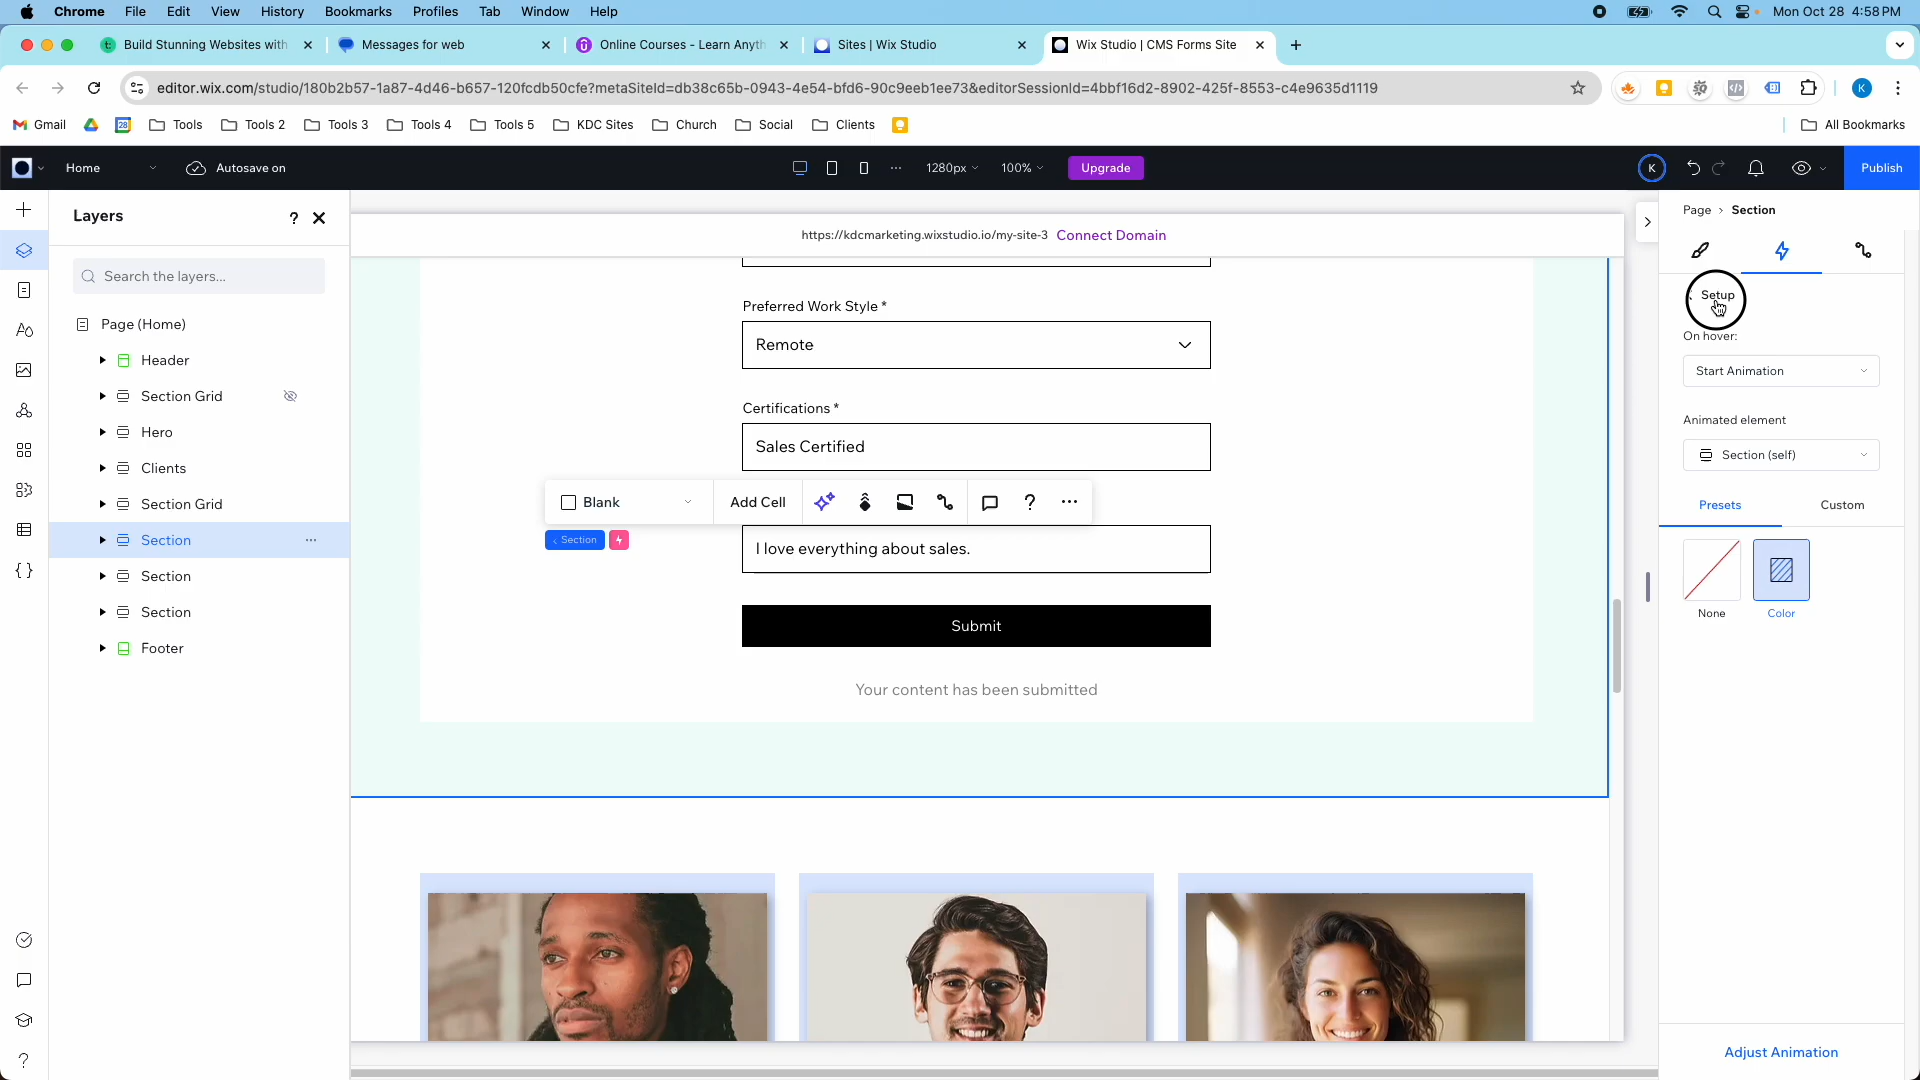 Chrome File Edit View History Bookmarks Profiles Tab Window Help Mon Oct 28 4:58 PM
Build Stunning Websites with Messages for web Online Courses - Learn Anyth Sites | Wix Studio Wix Studio | CMS Forms Site
editor.wix.com/studio/180b2b57-1a87-4d46-b657-120fcdb50cfe?metaSiteId=db38c65b-0943-4e54-bfd6-90c9eeb1ee73&editorSessionId=4bbf16d2-8902-425f-8553-c4e9635d1119 K
Gmail 28 Tools Tools 2 Tools 3 Tools 4 Tools 5 KDC Sites Church Social Clients All Bookmarks
Home Autosave on 1280px 100% Upgrade K Publish
Layers ?
Search the layers...
Page (Home)
Header
Section Grid
Hero
Clients
Section Grid
Section
Section
Section
Footer
https://kdcmarketing.wixstudio.io/my-site-3 Connect Domain
Preferred Work Style *
Remote
Certifications *
Sales Certified
Blank Add Cell ?
Section
I love everything about sales.
Submit
Your content has been submitted
Page > Section
Setup
On hover:
Start Animation
Animated element
Section (self)
Presets Custom
None Color
Adjust Animation